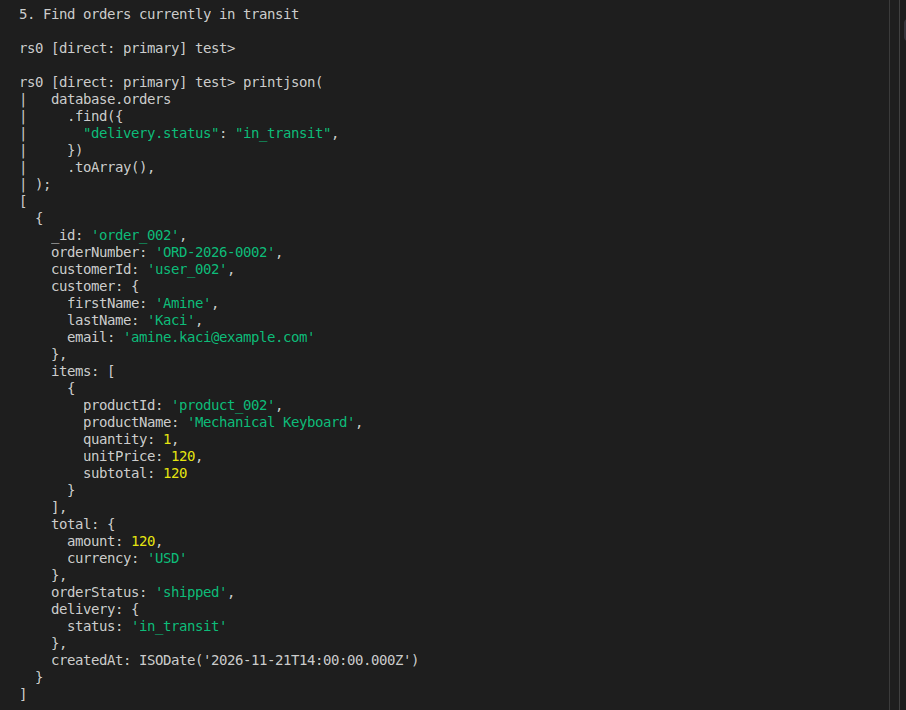 5. Find orders currently in transit
rs0 [direct: primary] test>
rs0 [direct: primary] test> printjson(
|   database.orders
|     .find({
|       "delivery.status": "in_transit",
|     })
|     .toArray(),
| );
[
  {
    _id: 'order_002',
    orderNumber: 'ORD-2026-0002',
    customerId: 'user_002',
    customer: {
      firstName: 'Amine',
      lastName: 'Kaci',
      email: 'amine.kaci@example.com'
    },
    items: [
      {
        productId: 'product_002',
        productName: 'Mechanical Keyboard',
        quantity: 1,
        unitPrice: 120,
        subtotal: 120
      }
    ],
    total: {
      amount: 120,
      currency: 'USD'
    },
    orderStatus: 'shipped',
    delivery: {
      status: 'in_transit'
    },
    createdAt: ISODate('2026-11-21T14:00:00.000Z')
  }
]